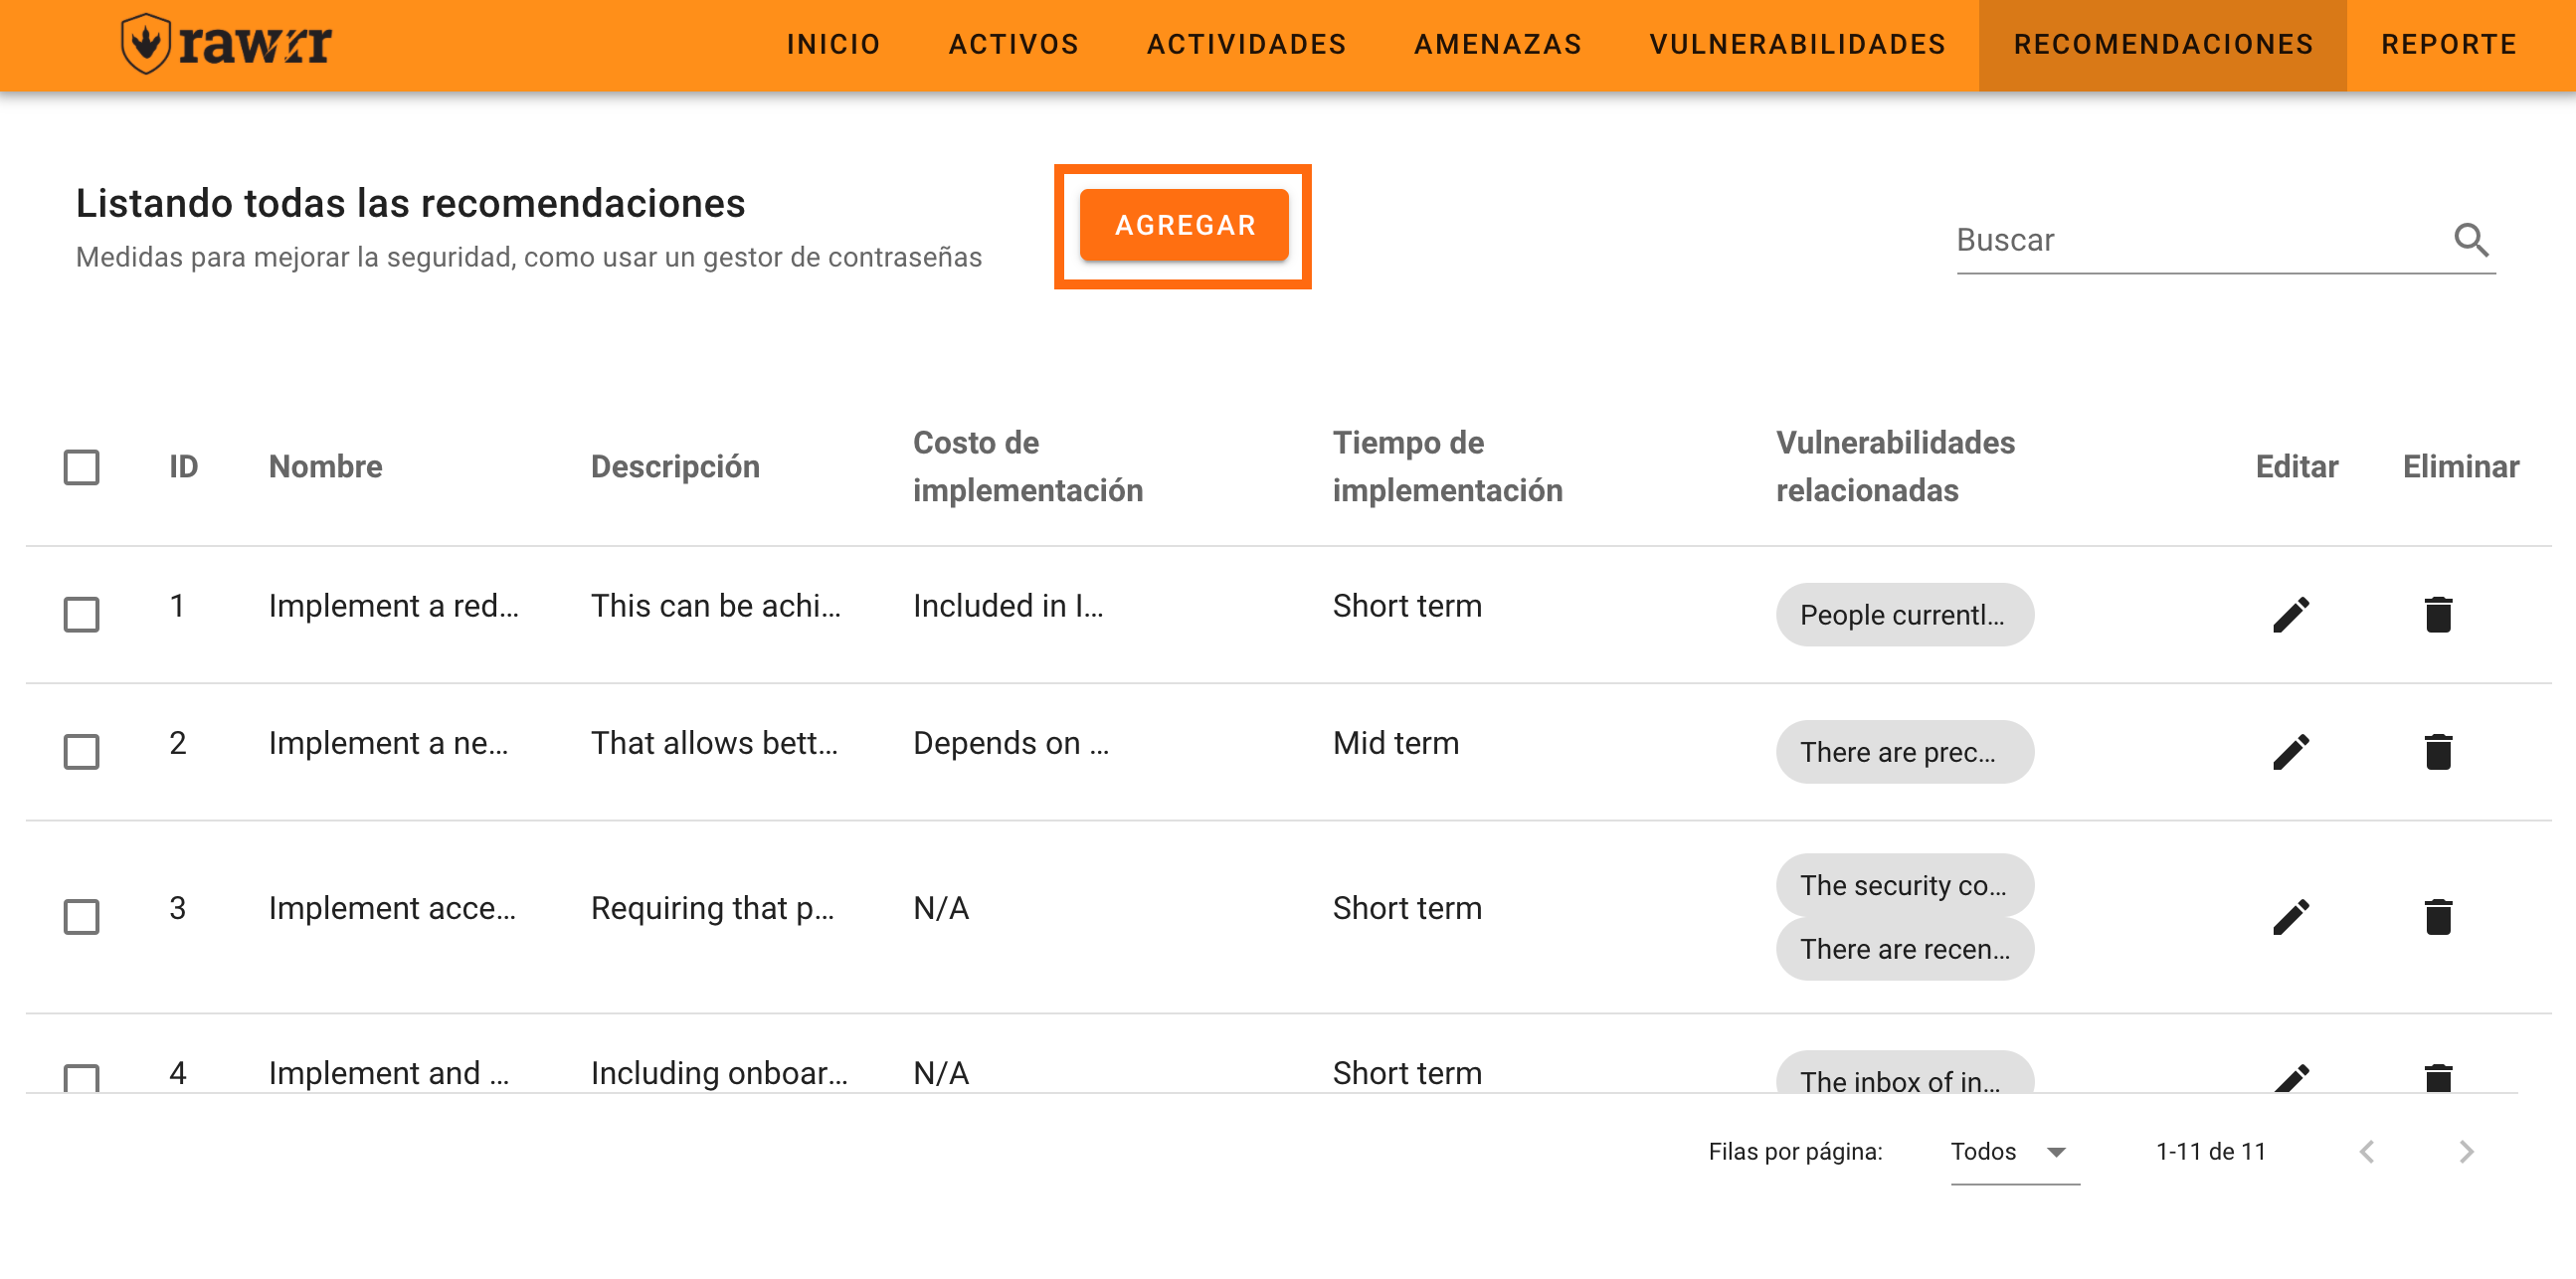 rawrr
INICIO ACTIVOS ACTIVIDADES AMENAZAS VULNERABILIDADES RECOMENDACIONES REPORTE
Listando todas las recomendaciones
Medidas para mejorar la seguridad, como usar un gestor de contraseñas
AGREGAR
Buscar
ID Nombre Descripción Costo de implementación Tiempo de implementación Vulnerabilidades relacionadas Editar Eliminar
1 Implement a red... This can be achi... Included in I... Short term People currentl...
2 Implement a ne... That allows bett... Depends on ... Mid term There are prec...
3 Implement acce... Requiring that p... N/A Short term The security co...
There are recen...
4 Implement and ... Including onboar... N/A Short term The inbox of in...
Filas por página: Todos 1-11 de 11